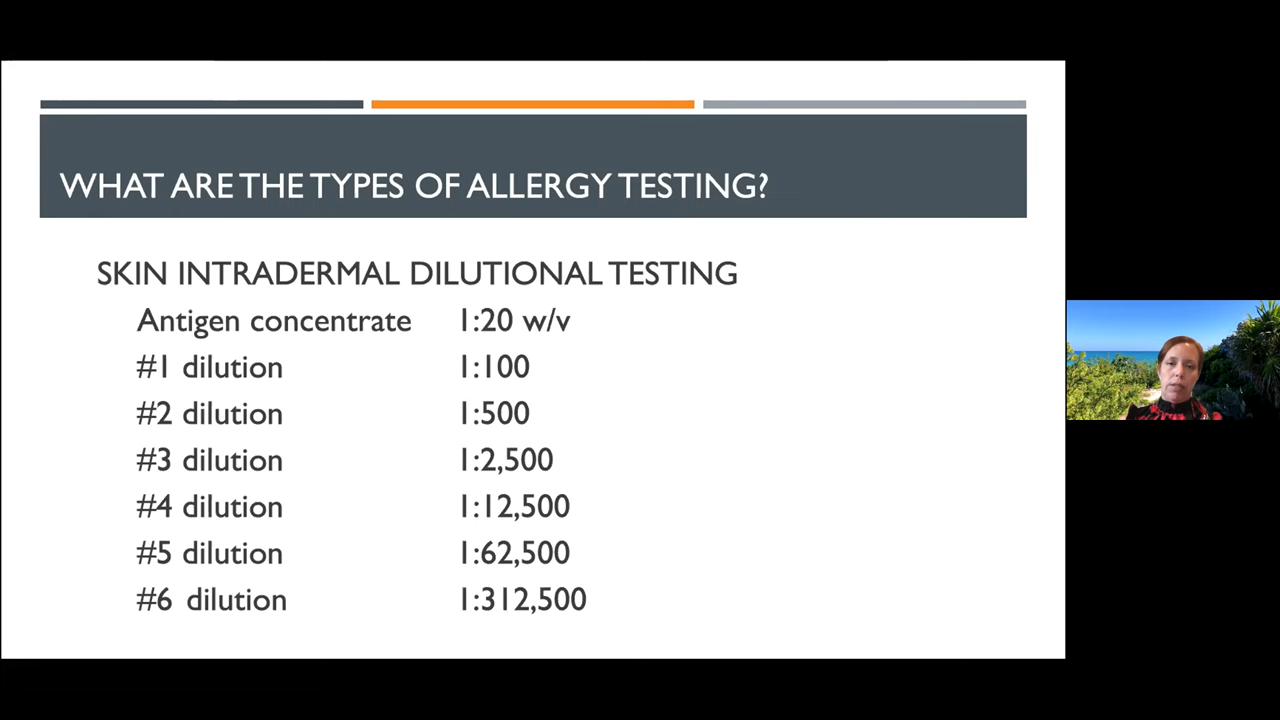 WHAT ARE THE TYPES OF ALLERGY TESTING?
SKIN INTRADERMAL DILUTIONAL TESTING
Antigen concentrate 1:20 w/v
#1 dilution 1:100
#2 dilution 1:500
#3 dilution 1:2,500
#4 dilution 1:12,500
#5 dilution 1:62,500
#6 dilution 1:312,500